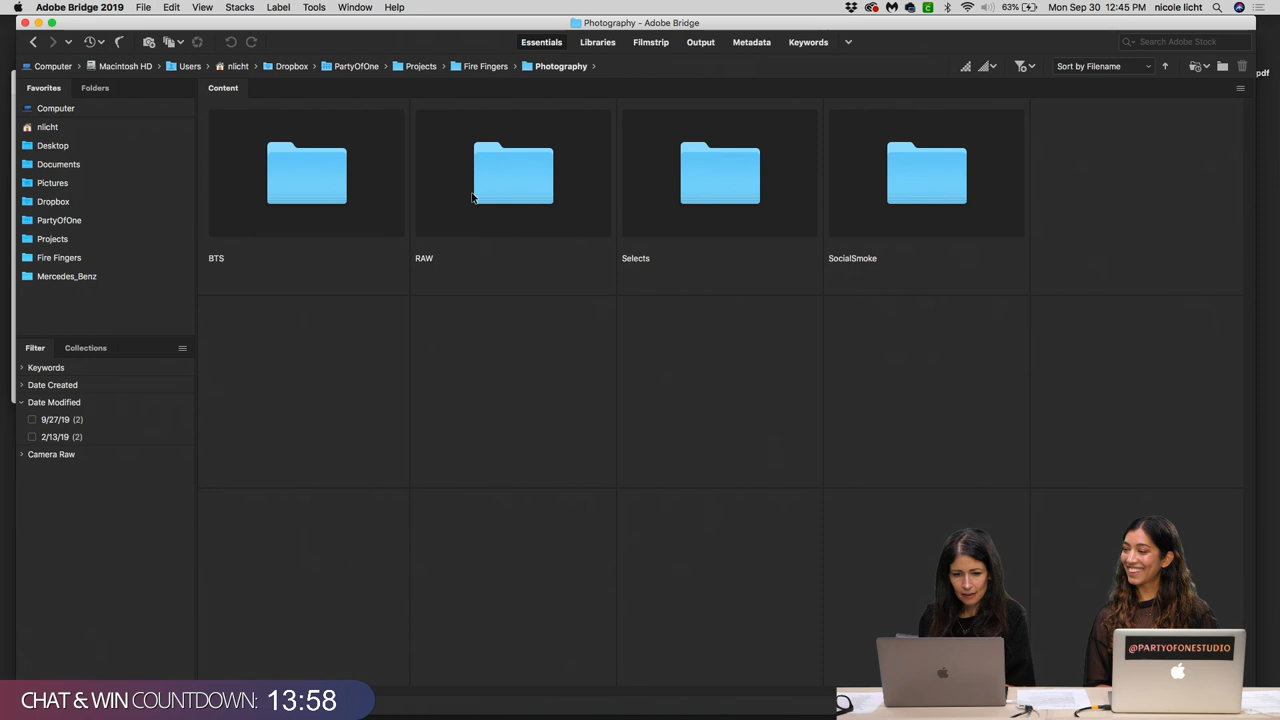 Adobe Bridge 2019 File Edit View Stacks Label Tools Window Help 63% Mon Sep 30 12:45 PM nicole licht
Photography - Adobe Bridge
Essentials Libraries Filmstrip Output Metadata Keywords Search Adobe Stock
Computer > Macintosh HD > Users > nlicht > Dropbox > PartyOfOne > Projects > Fire Fingers > Photography > Sort by Filename
pdf
Favorites Folders
Content
Computer
nlicht
Desktop
Documents
Pictures
Dropbox
PartyOfOne
Projects
Fire Fingers
Mercedes_Benz
BTS RAW Selects SocialSmoke
Filter Collections
Keywords
Date Created
Date Modified
9/27/19 (2)
2/13/19 (2)
Camera Raw
@PARTYOFONESTUDIO
CHAT & WIN COUNTDOWN: 13:58